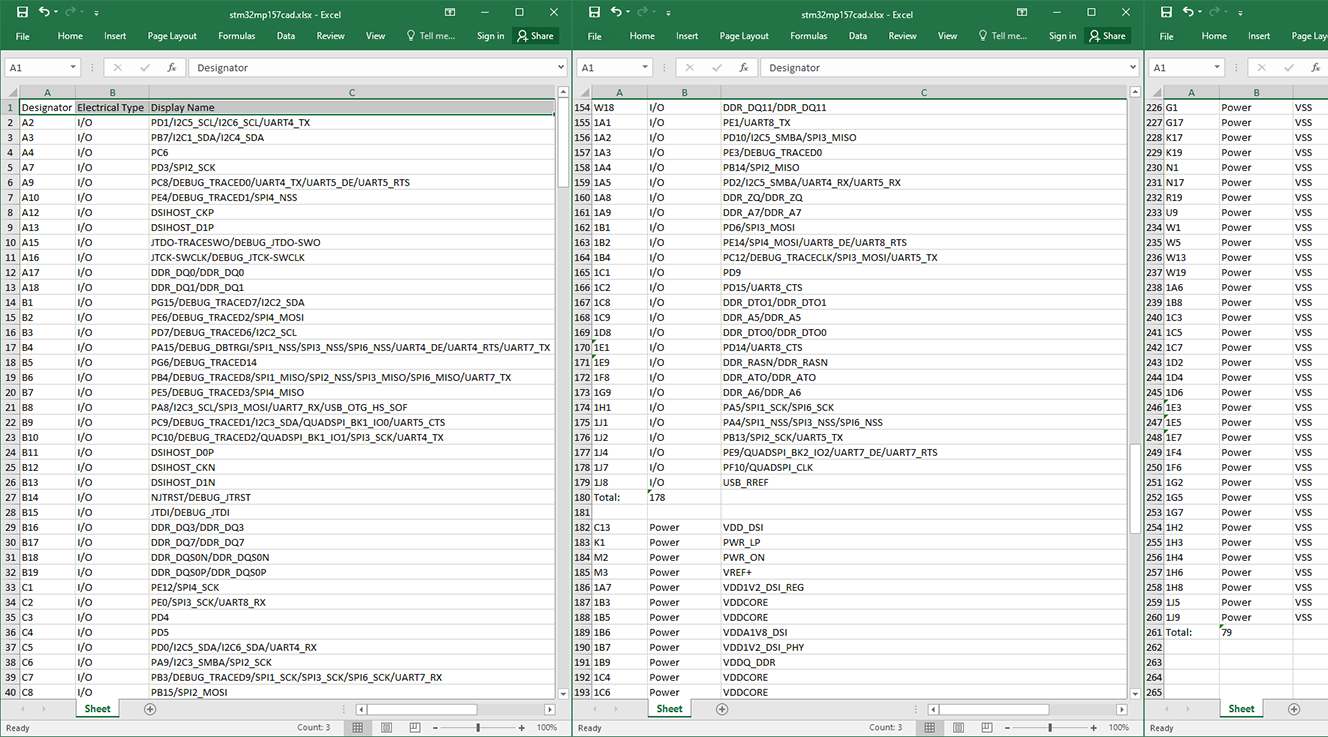 stm32mp157cad.xlsx - Excel
File Home Insert Page Layout Formulas Data Review View Tell me... Sign in Share
A1 fx Designator
A B C
1 Designator Electrical Type Display Name
2 A2 I/O PD1/I2C5_SCL/I2C6_SCL/UART4_TX
3 A3 I/O PB7/I2C1_SDA/I2C4_SDA
4 A4 I/O PC6
5 A7 I/O PD3/SPI2_SCK
6 A9 I/O PC8/DEBUG_TRACED0/UART4_TX/UART5_DE/UART5_RTS
7 A10 I/O PE4/DEBUG_TRACED1/SPI4_NSS
8 A12 I/O DSIHOST_CKP
9 A13 I/O DSIHOST_D1P
10 A15 I/O JTDO-TRACESWO/DEBUG_JTDO-SWO
11 A16 I/O JTCK-SWCLK/DEBUG_JTCK-SWCLK
12 A17 I/O DDR_DQ0/DDR_DQ0
13 A18 I/O DDR_DQ1/DDR_DQ1
14 B1 I/O PG15/DEBUG_TRACED7/I2C2_SDA
15 B2 I/O PE6/DEBUG_TRACED2/SPI4_MOSI
16 B3 I/O PD7/DEBUG_TRACED6/I2C2_SCL
17 B4 I/O PA15/DEBUG_DBTRGI/SPI1_NSS/SPI3_NSS/SPI6_NSS/UART4_DE/UART4_RTS/UART7_TX
18 B5 I/O PG6/DEBUG_TRACED14
19 B6 I/O PB4/DEBUG_TRACED8/SPI1_MISO/SPI2_NSS/SPI3_MISO/SPI6_MISO/UART7_TX
20 B7 I/O PE5/DEBUG_TRACED3/SPI4_MISO
21 B8 I/O PA8/I2C3_SCL/SPI3_MOSI/UART7_RX/USB_OTG_HS_SOF
22 B9 I/O PC9/DEBUG_TRACED1/I2C3_SDA/QUADSPI_BK1_IO0/UART5_CTS
23 B10 I/O PC10/DEBUG_TRACED2/QUADSPI_BK1_IO1/SPI3_SCK/UART4_TX
24 B11 I/O DSIHOST_D0P
25 B12 I/O DSIHOST_CKN
26 B13 I/O DSIHOST_D1N
27 B14 I/O NJTRST/DEBUG_JTRST
28 B15 I/O JTDI/DEBUG_JTDI
29 B16 I/O DDR_DQ3/DDR_DQ3
30 B17 I/O DDR_DQ7/DDR_DQ7
31 B18 I/O DDR_DQS0N/DDR_DQS0N
32 B19 I/O DDR_DQS0P/DDR_DQS0P
33 C1 I/O PE12/SPI4_SCK
34 C2 I/O PE0/SPI3_SCK/UART8_RX
35 C3 I/O PD4
36 C4 I/O PD5
37 C5 I/O PD0/I2C5_SDA/I2C6_SDA/UART4_RX
38 C6 I/O PA9/I2C3_SMBA/SPI2_SCK
39 C7 I/O PB3/DEBUG_TRACED9/SPI1_SCK/SPI3_SCK/SPI6_SCK/UART7_RX
40 C8 I/O PB15/SPI2_MOSI
Sheet
Ready Count: 3 100%
stm32mp157cad.xlsx - Excel
File Home Insert Page Layout Formulas Data Review View Tell me... Sign in Share
A1 fx Designator
A B C
154 W18 I/O DDR_DQ11/DDR_DQ11
155 1A1 I/O PE1/UART8_TX
156 1A2 I/O PD10/I2C5_SMBA/SPI3_MISO
157 1A3 I/O PE3/DEBUG_TRACED0
158 1A4 I/O PB14/SPI2_MISO
159 1A5 I/O PD2/I2C5_SMBA/UART4_RX/UART5_RX
160 1A8 I/O DDR_ZQ/DDR_ZQ
161 1A9 I/O DDR_A7/DDR_A7
162 1B1 I/O PD6/SPI3_MOSI
163 1B2 I/O PE14/SPI4_MOSI/UART8_DE/UART8_RTS
164 1B4 I/O PC12/DEBUG_TRACECLK/SPI3_MOSI/UART5_TX
165 1C1 I/O PD9
166 1C2 I/O PD15/UART8_CTS
167 1C8 I/O DDR_DTO1/DDR_DTO1
168 1C9 I/O DDR_A5/DDR_A5
169 1D8 I/O DDR_DTO0/DDR_DTO0
170 1E1 I/O PD14/UART8_CTS
171 1E9 I/O DDR_RASN/DDR_RASN
172 1F8 I/O DDR_ATO/DDR_ATO
173 1G9 I/O DDR_A6/DDR_A6
174 1H1 I/O PA5/SPI1_SCK/SPI6_SCK
175 1J1 I/O PA4/SPI1_NSS/SPI3_NSS/SPI6_NSS
176 1J2 I/O PB13/SPI2_SCK/UART5_TX
177 1J4 I/O PE9/QUADSPI_BK2_IO2/UART7_DE/UART7_RTS
178 1J7 I/O PF10/QUADSPI_CLK
179 1J8 I/O USB_RREF
180 Total: 178
181
182 C13 Power VDD_DSI
183 K1 Power PWR_LP
184 M2 Power PWR_ON
185 M3 Power VREF+
186 1A7 Power VDD1V2_DSI_REG
187 1B3 Power VDDCORE
188 1B5 Power VDDCORE
189 1B6 Power VDDA1V8_DSI
190 1B7 Power VDD1V2_DSI_PHY
191 1B9 Power VDDQ_DDR
192 1C4 Power VDDCORE
193 1C6 Power VDDCORE
Sheet
Ready Count: 3 100%
File Home Insert Page Lay
A1 fx
A B
226 G1 Power VSS
227 G17 Power VSS
228 K17 Power VSS
229 K19 Power VSS
230 N1 Power VSS
231 N17 Power VSS
232 R19 Power VSS
233 U9 Power VSS
234 W1 Power VSS
235 W5 Power VSS
236 W13 Power VSS
237 W19 Power VSS
238 1A6 Power VSS
239 1B8 Power VSS
240 1C3 Power VSS
241 1C5 Power VSS
242 1C7 Power VSS
243 1D2 Power VSS
244 1D4 Power VSS
245 1D6 Power VSS
246 1E3 Power VSS
247 1E5 Power VSS
248 1E7 Power VSS
249 1F4 Power VSS
250 1F6 Power VSS
251 1G2 Power VSS
252 1G5 Power VSS
253 1G7 Power VSS
254 1H2 Power VSS
255 1H3 Power VSS
256 1H4 Power VSS
257 1H6 Power VSS
258 1H8 Power VSS
259 1J5 Power VSS
260 1J9 Power VSS
261 Total: 79
262
263
264
265
Sheet
Ready